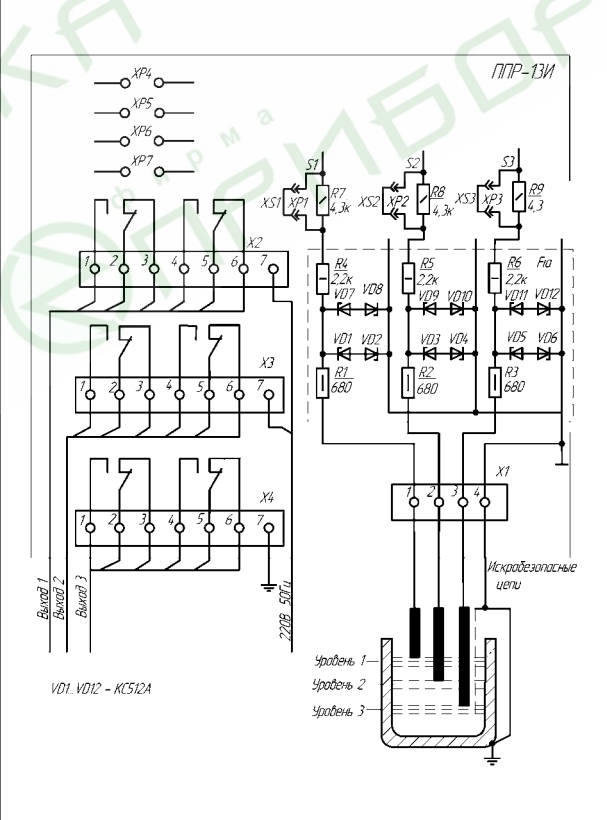 КА
фирма
ПРИБОР
ППР-13И
XP4
XP5
XP6
XP7
S1
S2
S3
XS1 XP1 R7 4,3к
XS2 XP2 R8 4,3к
XS3 XP3 R9 4,3
X2
1 2 3 4 5 6 7
R4 2,2к
R5 2,2к
R6 2,2к
VD7 VD8
VD9 VD10
VD11 VD12
VD1 VD2
VD3 VD4
VD5 VD6
R1 680
R2 680
R3 680
X3
1 2 3 4 5 6 7
X1
1 2 3 4
X4
1 2 3 4 5 6 7
Искробезопасные
цепи
Выход 1
Выход 2
Выход 3
220В 50Гц
Уровень 1
Уровень 2
Уровень 3
VD1...VD12 - КС512А